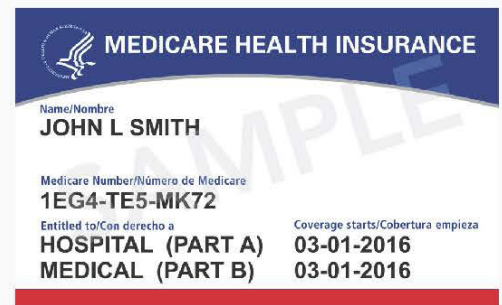 MEDICARE HEALTH INSURANCE
Name/Nombre
JOHN L SMITH
Medicare Number/Número de Medicare
1EG4-TE5-MK72
Entitled to/Con derecho a Coverage starts/Cobertura empieza
HOSPITAL (PART A) 03-01-2016
MEDICAL (PART B) 03-01-2016
SAMPLE